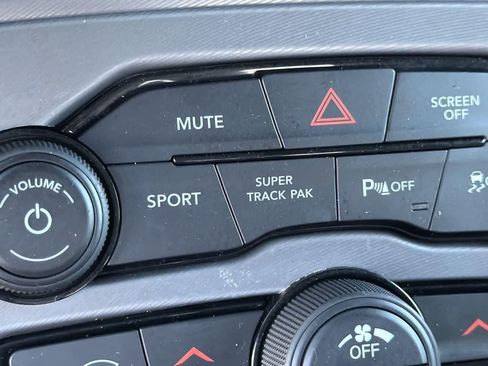 MUTE
SCREEN
OFF
VOLUME
SPORT
SUPER
TRACK PAK
P OFF
OFF